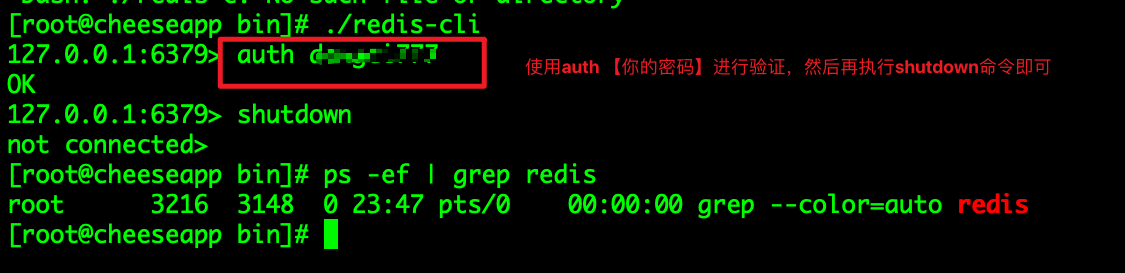 [root@cheeseapp bin]# ./redis-cli
127.0.0.1:6379> auth
使用auth 【你的密码】进行验证，然后再执行shutdown命令即可
OK
127.0.0.1:6379> shutdown
not connected>
[root@cheeseapp bin]# ps -ef | grep redis
root 3216 3148 0 23:47 pts/0 00:00:00 grep --color=auto redis
[root@cheeseapp bin]#